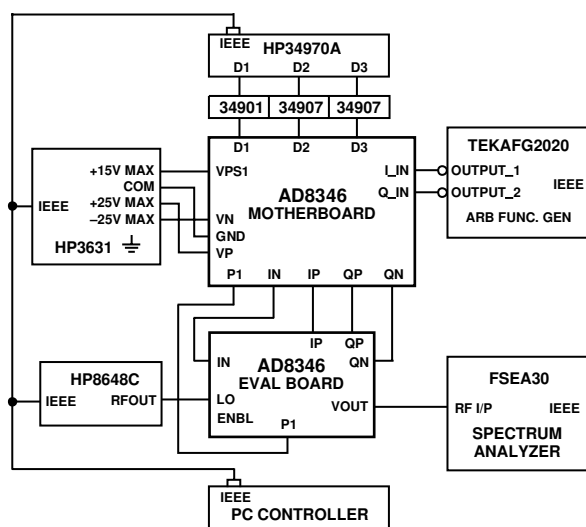 IEEE
HP34970A
D1 D2 D3
34901 34907 34907
D1 D2 D3
+15V MAX
COM
+25V MAX
–25V MAX
IEEE
HP3631
VPS1
VN
GND
VP
AD8346
MOTHERBOARD
I_IN
Q_IN
P1 IN IP QP QN
TEKAFG2020
OUTPUT_1
OUTPUT_2
IEEE
ARB FUNC. GEN
HP8648C
IEEE RFOUT
IP QP
IN
QN
AD8346
EVAL BOARD
LO
ENBL
VOUT
P1
FSEA30
RF I/P IEEE
SPECTRUM
ANALYZER
IEEE
PC CONTROLLER